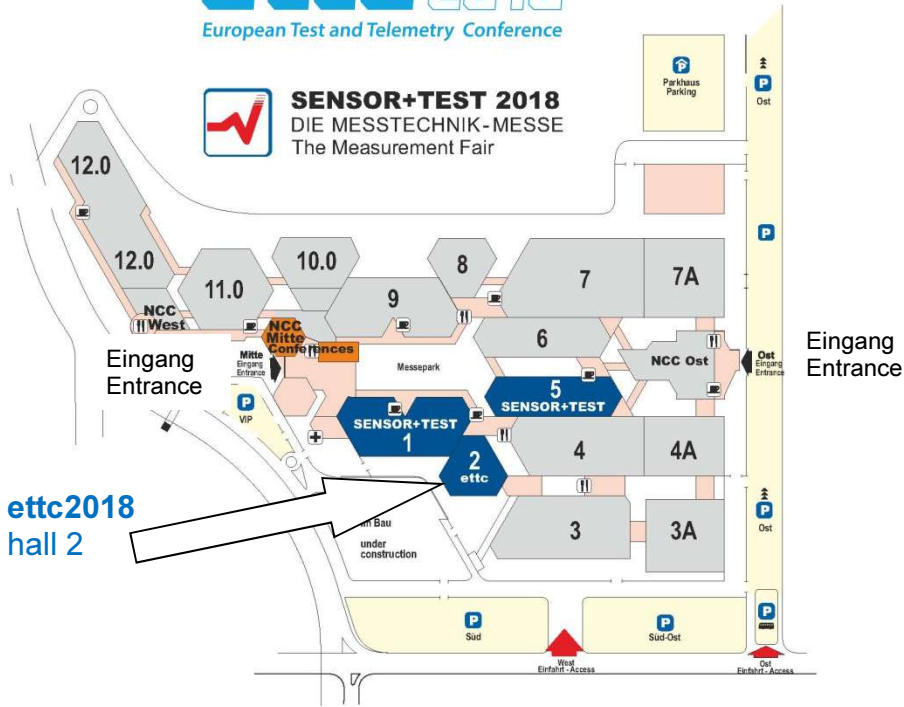 European Test and Telemetry Conference
SENSOR+TEST 2018
DIE MESSTECHNIK-MESSE
The Measurement Fair
Parkhaus
Parking
P
Ost
12.0
P
12.0
11.0
10.0
8
7
7A
9
NCC
West
NCC
Mitte
Conferences
6
Eingang
Entrance
Mitte
Eingang
Entrance
Messepark
NCC Ost
Ost
Eingang
Entrance
Eingang
Entrance
5
SENSOR+TEST
P
VIP
SENSOR+TEST
1
4
4A
2
ettc
ettc2018
hall 2
under
construction
3
3A
P
Ost
P
Süd
P
Süd-Ost
P
West
Einfahrt - Access
Ost
Einfahrt - Access